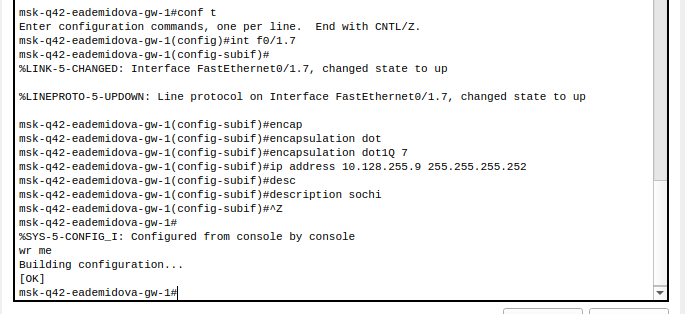 msk-q42-eademidova-gw-1#conf t
Enter configuration commands, one per line.  End with CNTL/Z.
msk-q42-eademidova-gw-1(config)#int f0/1.7
msk-q42-eademidova-gw-1(config-subif)#
%LINK-5-CHANGED: Interface FastEthernet0/1.7, changed state to up
%LINEPROTO-5-UPDOWN: Line protocol on Interface FastEthernet0/1.7, changed state to up
msk-q42-eademidova-gw-1(config-subif)#encap
msk-q42-eademidova-gw-1(config-subif)#encapsulation dot
msk-q42-eademidova-gw-1(config-subif)#encapsulation dot1Q 7
msk-q42-eademidova-gw-1(config-subif)#ip address 10.128.255.9 255.255.255.252
msk-q42-eademidova-gw-1(config-subif)#desc
msk-q42-eademidova-gw-1(config-subif)#description sochi
msk-q42-eademidova-gw-1(config-subif)#^Z
msk-q42-eademidova-gw-1#
%SYS-5-CONFIG_I: Configured from console by console
wr me
Building configuration...
[OK]
msk-q42-eademidova-gw-1#